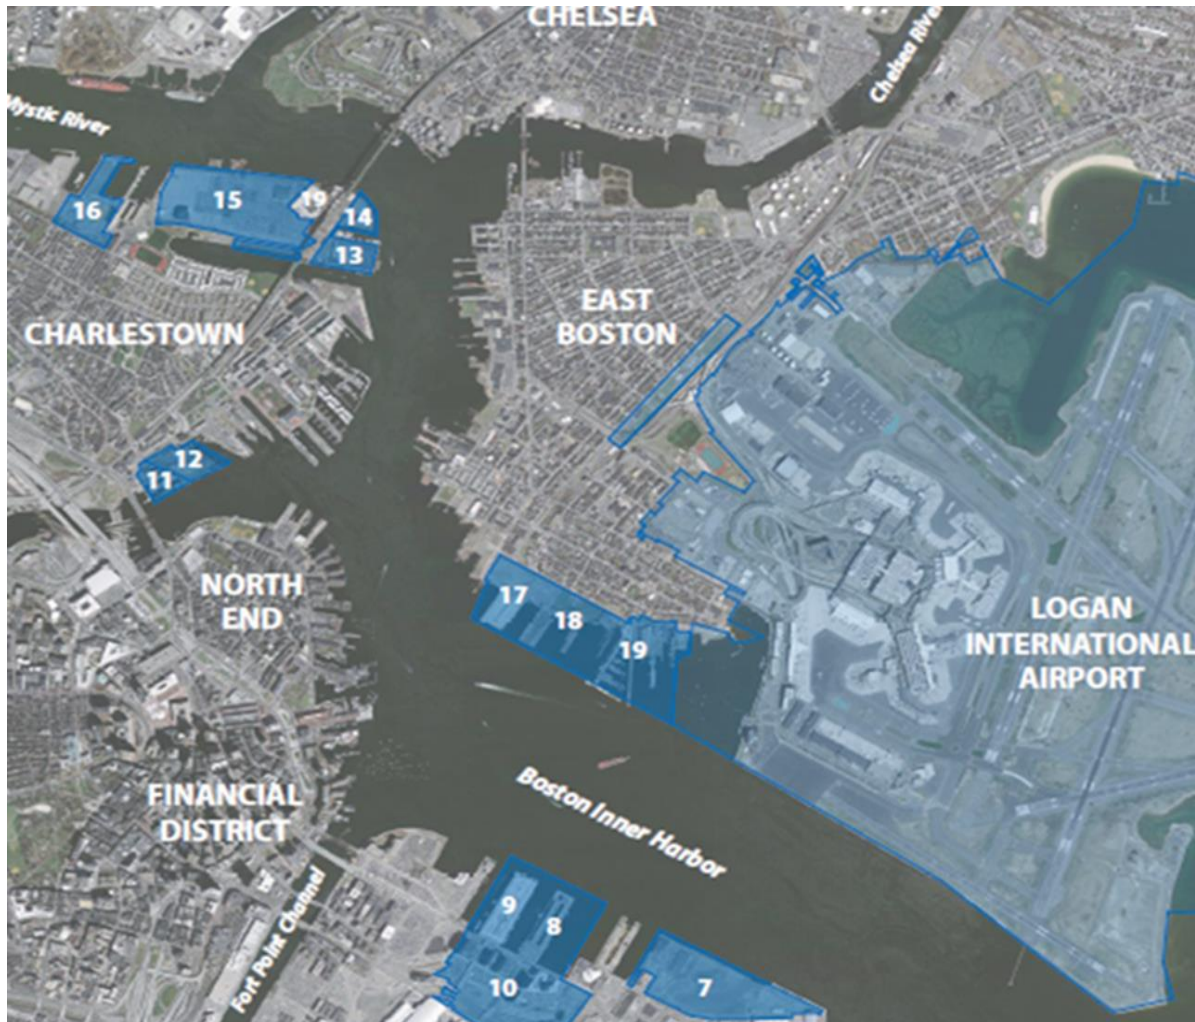 CHELSEA
Chelsea River
Mystic River
16
15
19
14
13
CHARLESTOWN
EAST
BOSTON
12
11
NORTH
END
17
18
19
LOGAN
INTERNATIONAL
AIRPORT
FINANCIAL
DISTRICT
Boston Inner Harbor
Fort Point Channel
9
8
10
7